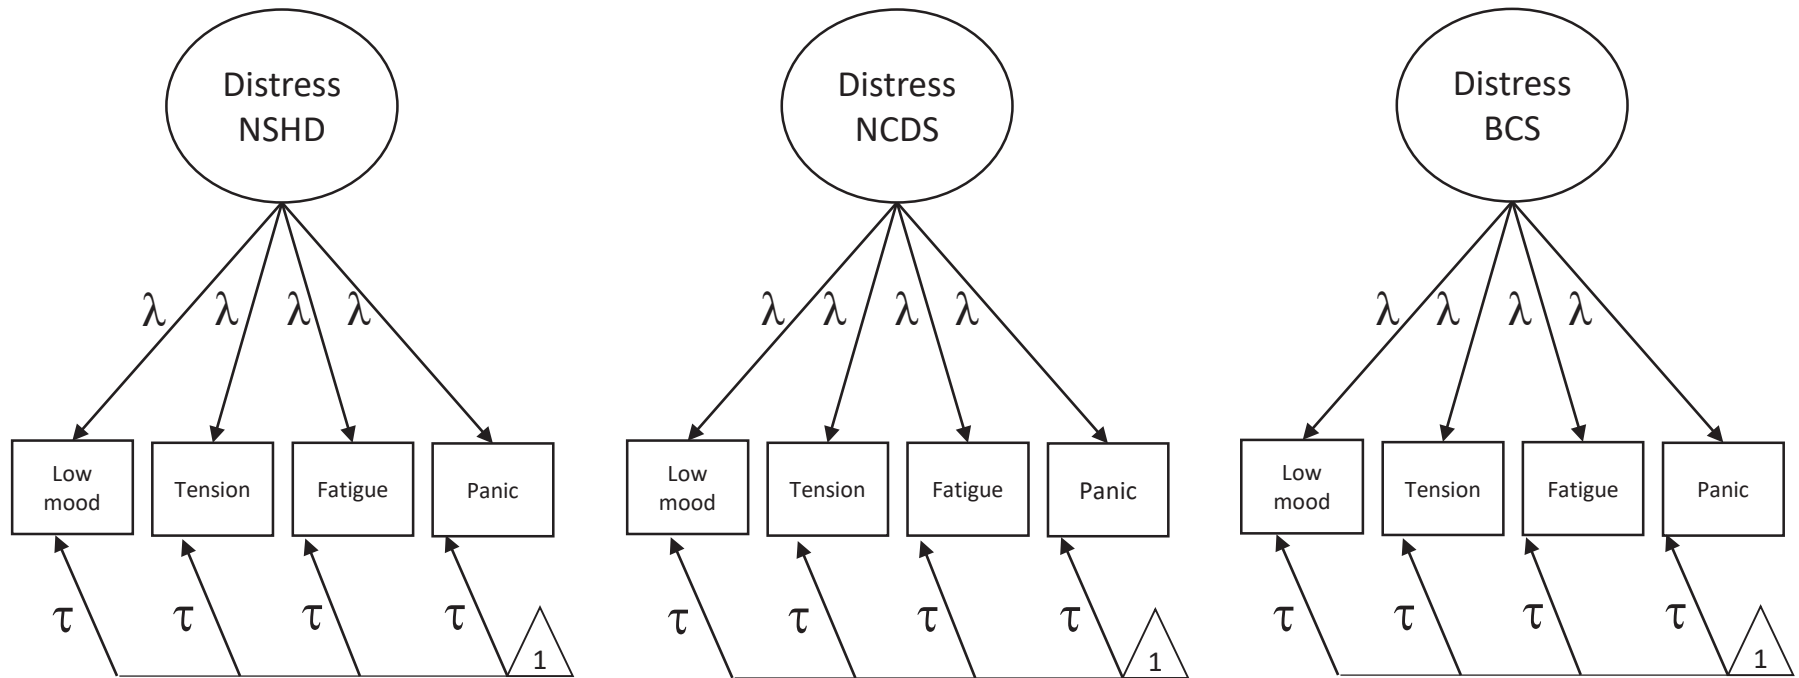 Distress
NSHD
Distress
NCDS
Distress
BCS
λ λ λ λ
λ λ λ λ
λ λ λ λ
Low
mood
Tension
Fatigue
Panic
Low
mood
Tension
Fatigue
Panic
Low
mood
Tension
Fatigue
Panic
τ τ τ τ
1
τ τ τ τ
1
τ τ τ τ
1